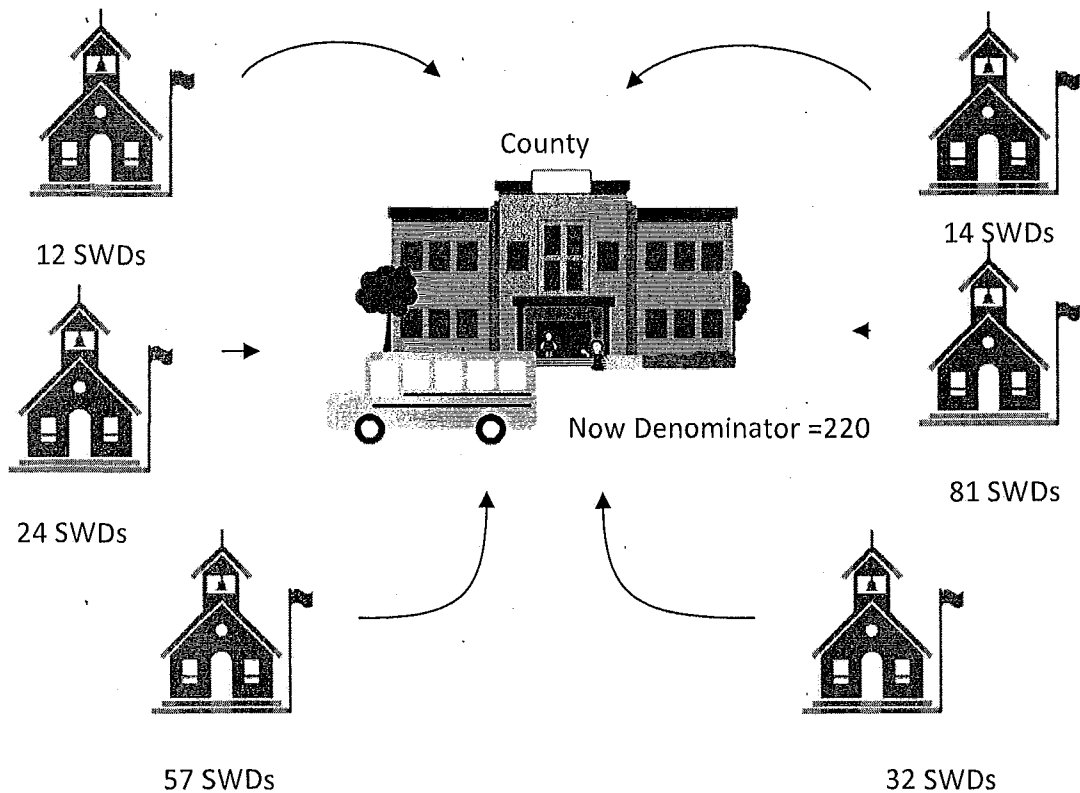 County
12 SWDs
14 SWDs
Now Denominator =220
24 SWDs
81 SWDs
57 SWDs
32 SWDs